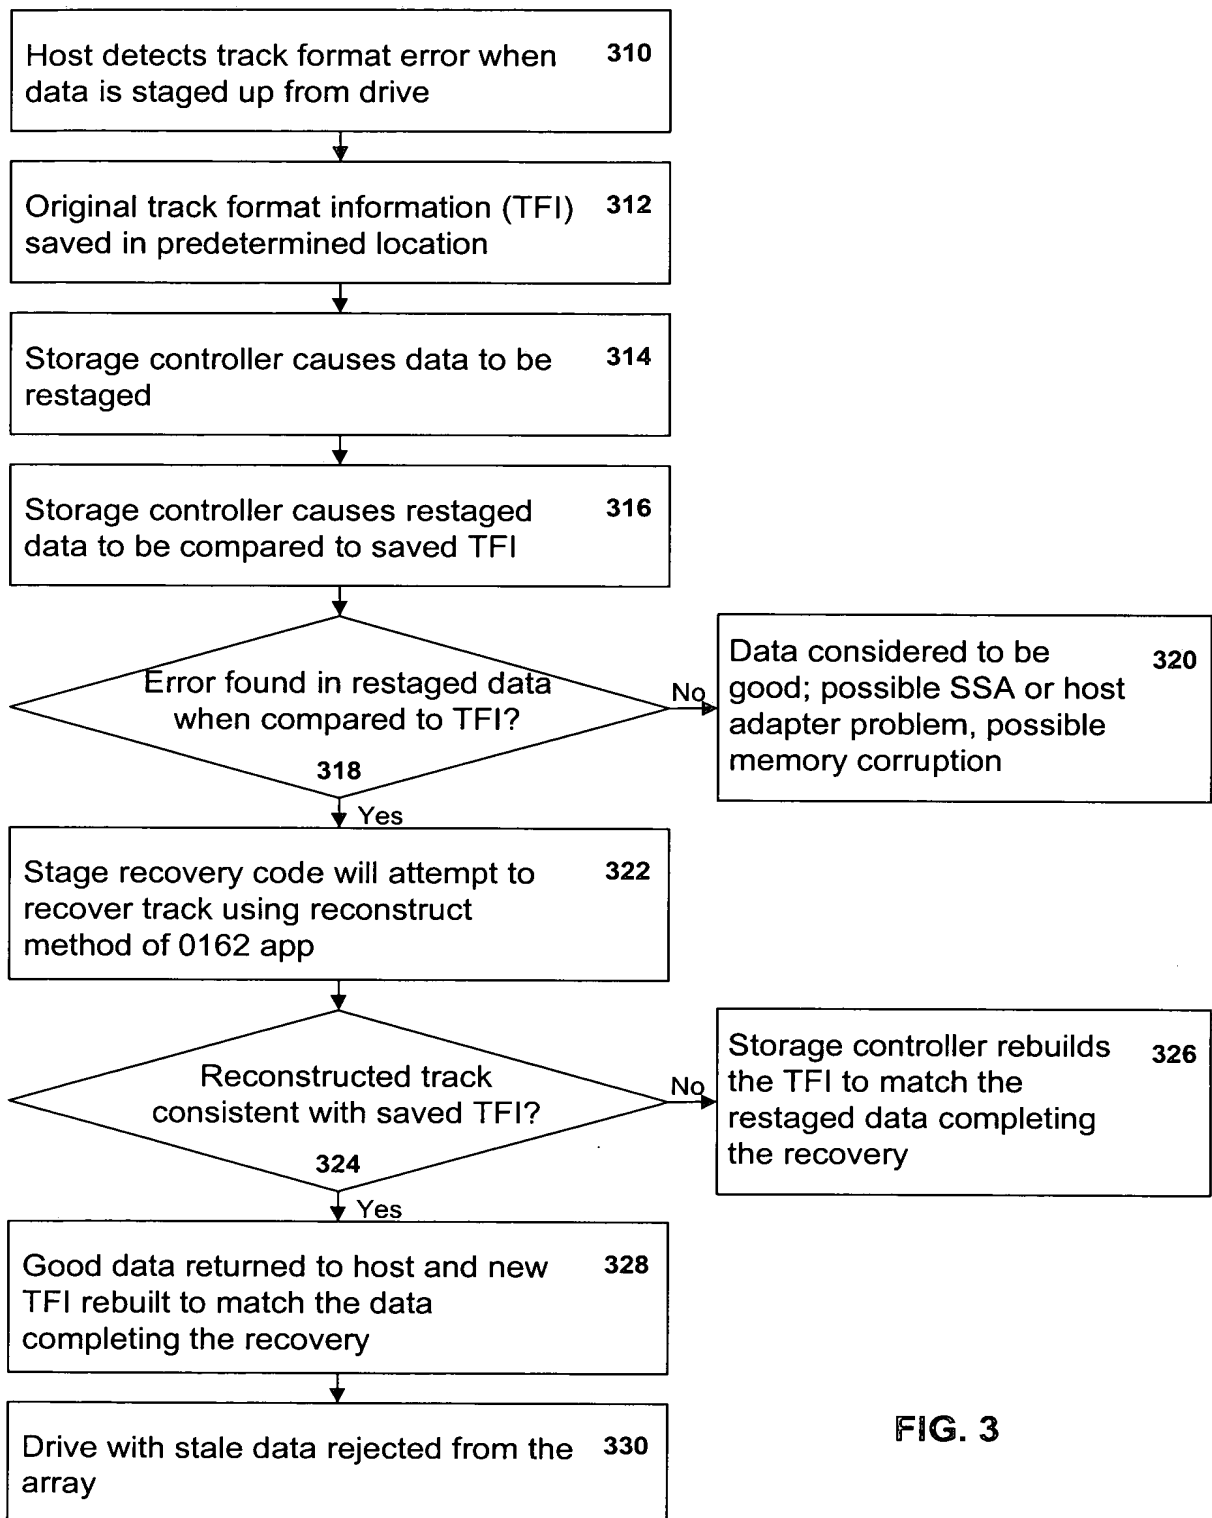 Host detects track format error when 310
data is staged up from drive
Original track format information (TFI) 312
saved in predetermined location
Storage controller causes data to be 314
restaged
Storage controller causes restaged 316
data to be compared to saved TFI
Error found in restaged data
when compared to TFI?
318
No
Data considered to be 320
good; possible SSA or host
adapter problem, possible
memory corruption
Yes
Stage recovery code will attempt to 322
recover track using reconstruct
method of 0162 app
Reconstructed track
consistent with saved TFI?
324
No
Storage controller rebuilds 326
the TFI to match the
restaged data completing
the recovery
Yes
Good data returned to host and new 328
TFI rebuilt to match the data
completing the recovery
Drive with stale data rejected from the 330
array
FIG. 3